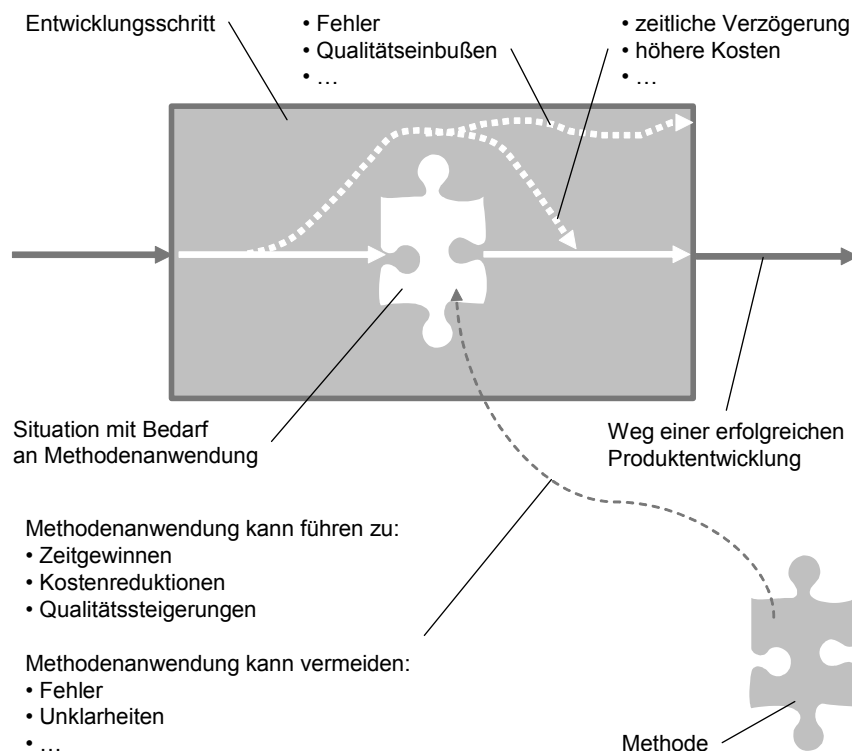 Entwicklungsschritt
• Fehler
• Qualitätseinbußen
• …
• zeitliche Verzögerung
• höhere Kosten
• …
Situation mit Bedarf
an Methodenanwendung
Weg einer erfolgreichen
Produktentwicklung
Methodenanwendung kann führen zu:
• Zeitgewinnen
• Kostenreduktionen
• Qualitätssteigerungen
Methodenanwendung kann vermeiden:
• Fehler
• Unklarheiten
• …
Methode